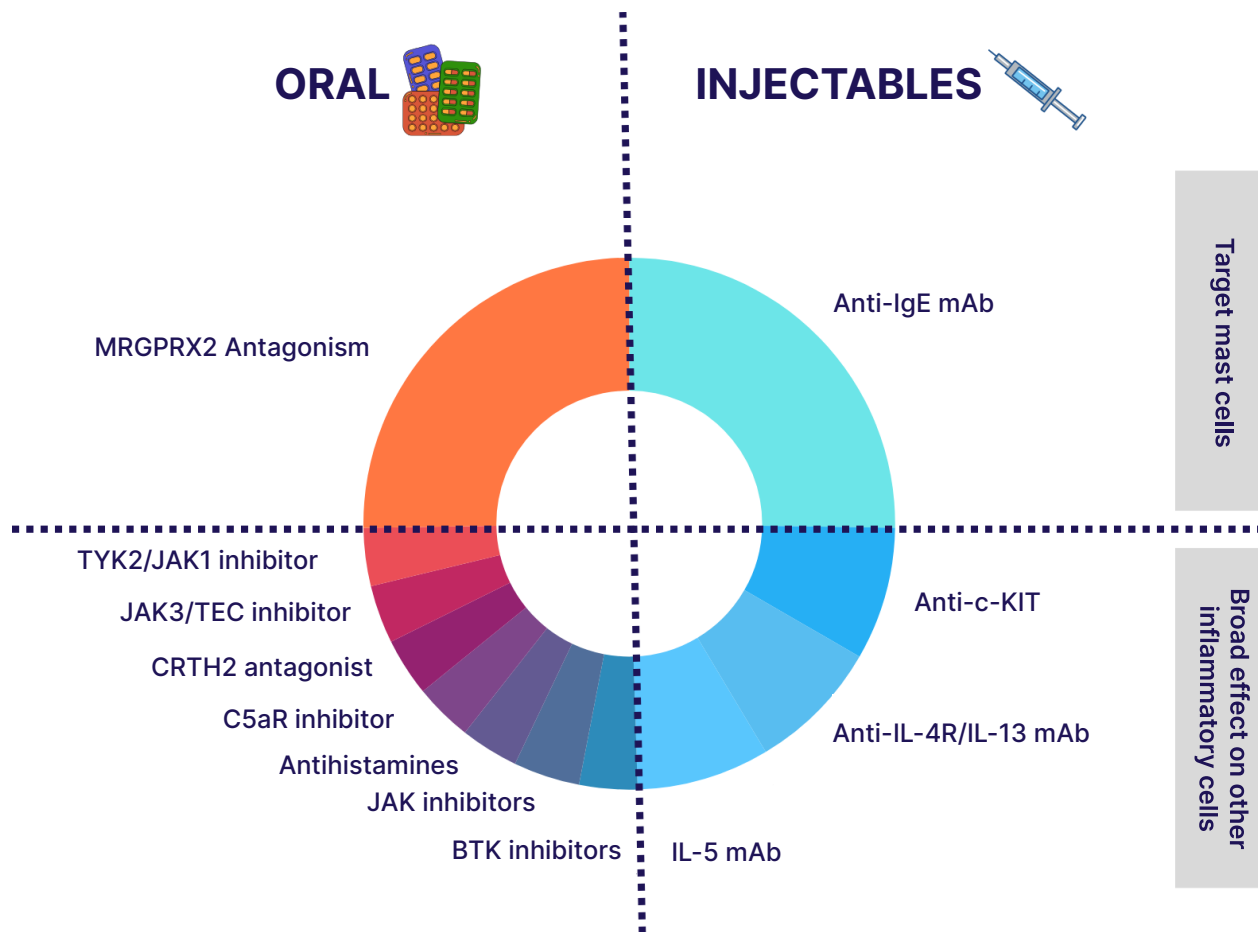 ORAL
INJECTABLES
Target mast cells
Anti-IgE mAb
MRGPRX2 Antagonism
TYK2/JAK1 inhibitor
JAK3/TEC inhibitor
CRTH2 antagonist
C5aR inhibitor
Antihistamines
JAK inhibitors
BTK inhibitors
Anti-c-KIT
Anti-IL-4R/IL-13 mAb
IL-5 mAb
Broad effect on other
inflammatory cells